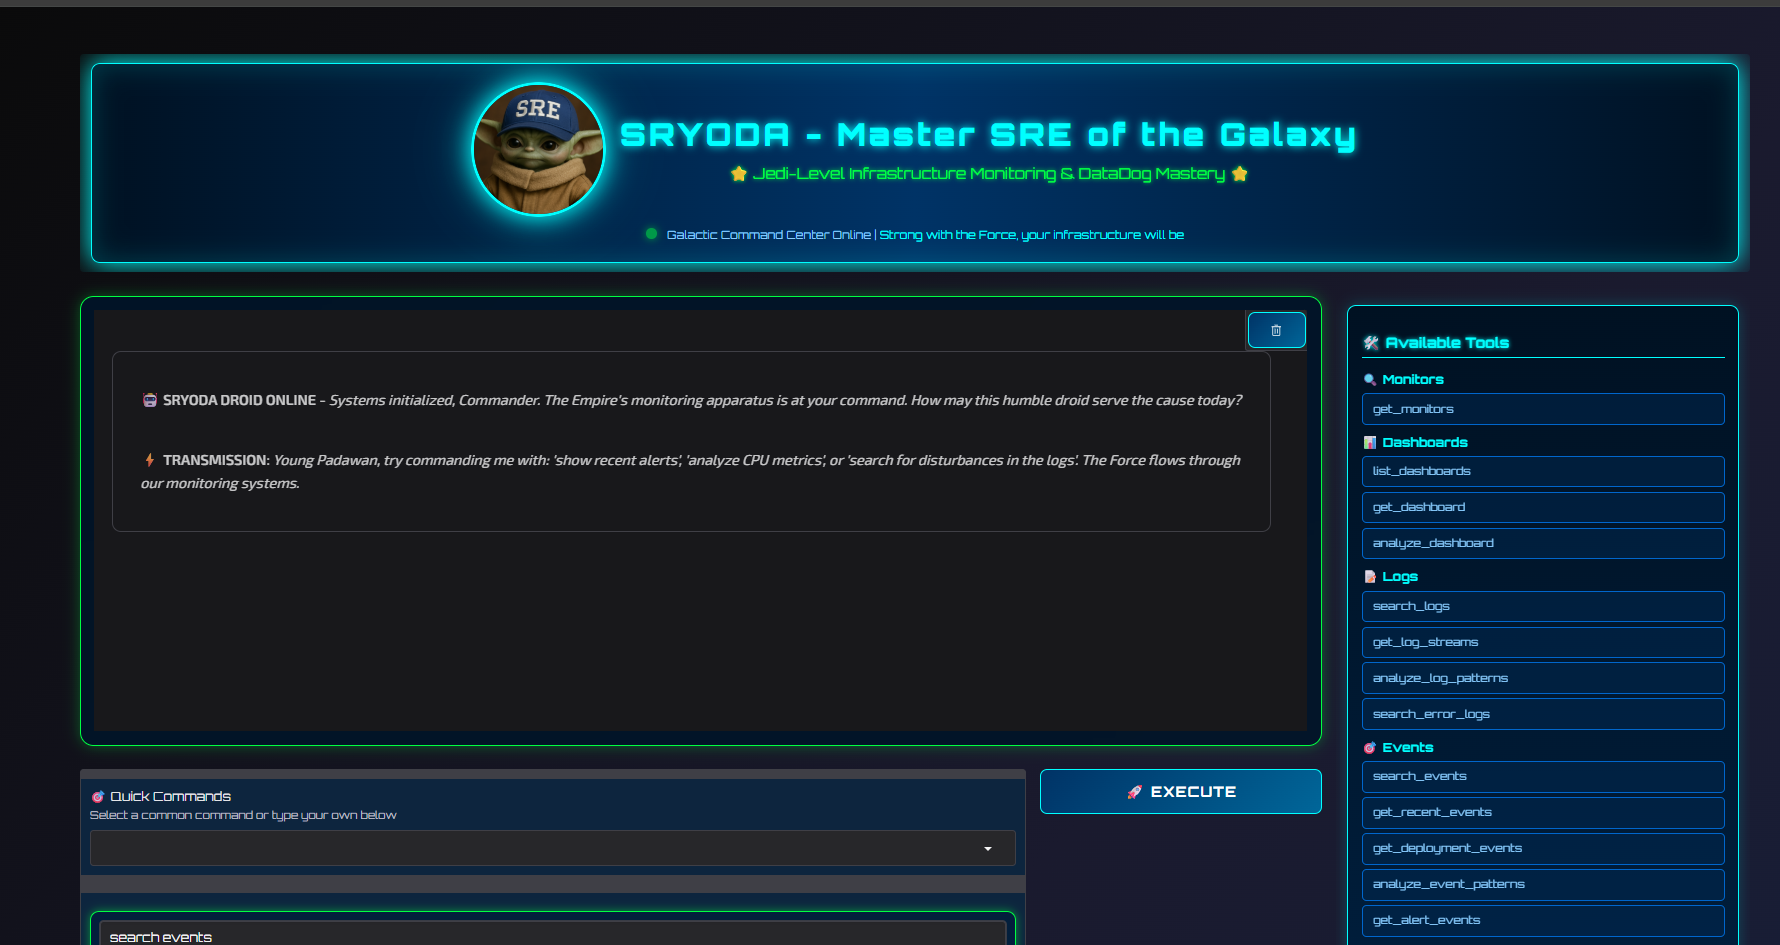 SRE
SRYODA - Master SRE of the Galaxy
⭐ Jedi-Level Infrastructure Monitoring & DataDog Mastery ⭐
Galactic Command Center Online | Strong with the Force, your infrastructure will be
🤖 SRYODA DROID ONLINE - Systems initialized, Commander. The Empire's monitoring apparatus is at your command. How may this humble droid serve the cause today?
⚡ TRANSMISSION: Young Padawan, try commanding me with: 'show recent alerts', 'analyze CPU metrics', or 'search for disturbances in the logs'. The Force flows through
our monitoring systems.
🎯 Quick Commands
Select a common command or type your own below
search events
🚀 EXECUTE
🛠️ Available Tools
🔍 Monitors
get_monitors
📊 Dashboards
list_dashboards
get_dashboard
analyze_dashboard
📝 Logs
search_logs
get_log_streams
analyze_log_patterns
search_error_logs
🎯 Events
search_events
get_recent_events
get_deployment_events
analyze_event_patterns
get_alert_events